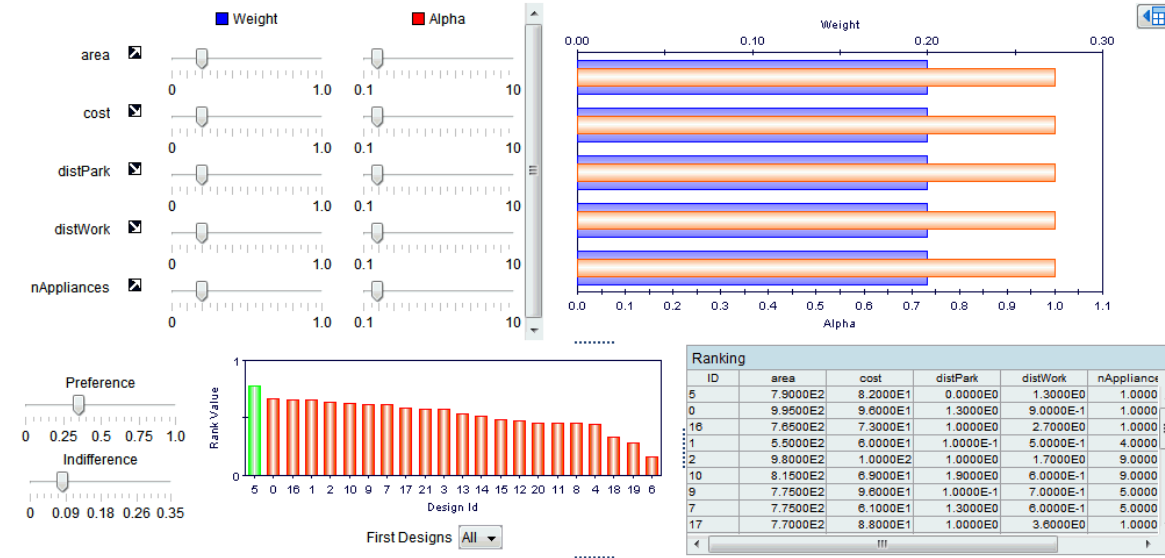 Weight Alpha
area
0 1.0 0.1 10
cost
0 1.0 0.1 10
distPark
0 1.0 0.1 10
distWork
0 1.0 0.1 10
nAppliances
0 1.0 0.1 10
Weight
0.00 0.10 0.20 0.30
0.0 0.1 0.2 0.3 0.4 0.5 0.6 0.7 0.8 0.9 1.0 1.1
Alpha
Preference
0 0.25 0.5 0.75 1.0
Indifference
0 0.09 0.18 0.26 0.35
1
Rank Value
0
5 0 16 1 2 10 9 7 17 21 3 13 14 15 12 20 11 8 4 18 19 6
Design Id
First Designs All
Ranking
ID area cost distPark distWork nAppliance
5 7.9000E2 8.2000E1 0.0000E0 1.3000E0 1.0000
0 9.9500E2 9.6000E1 1.3000E0 9.0000E-1 1.0000
16 7.6500E2 7.3000E1 1.0000E0 2.7000E0 1.0000
1 5.5000E2 6.0000E1 1.0000E-1 5.0000E-1 4.0000
2 9.8000E2 1.0000E2 1.0000E0 1.7000E0 9.0000
10 8.1500E2 6.9000E1 1.9000E0 6.0000E-1 9.0000
9 7.7500E2 9.6000E1 1.0000E-1 7.0000E-1 5.0000
7 7.7500E2 6.1000E1 1.3000E0 6.0000E-1 5.0000
17 7.7000E2 8.8000E1 1.0000E0 3.6000E0 1.0000